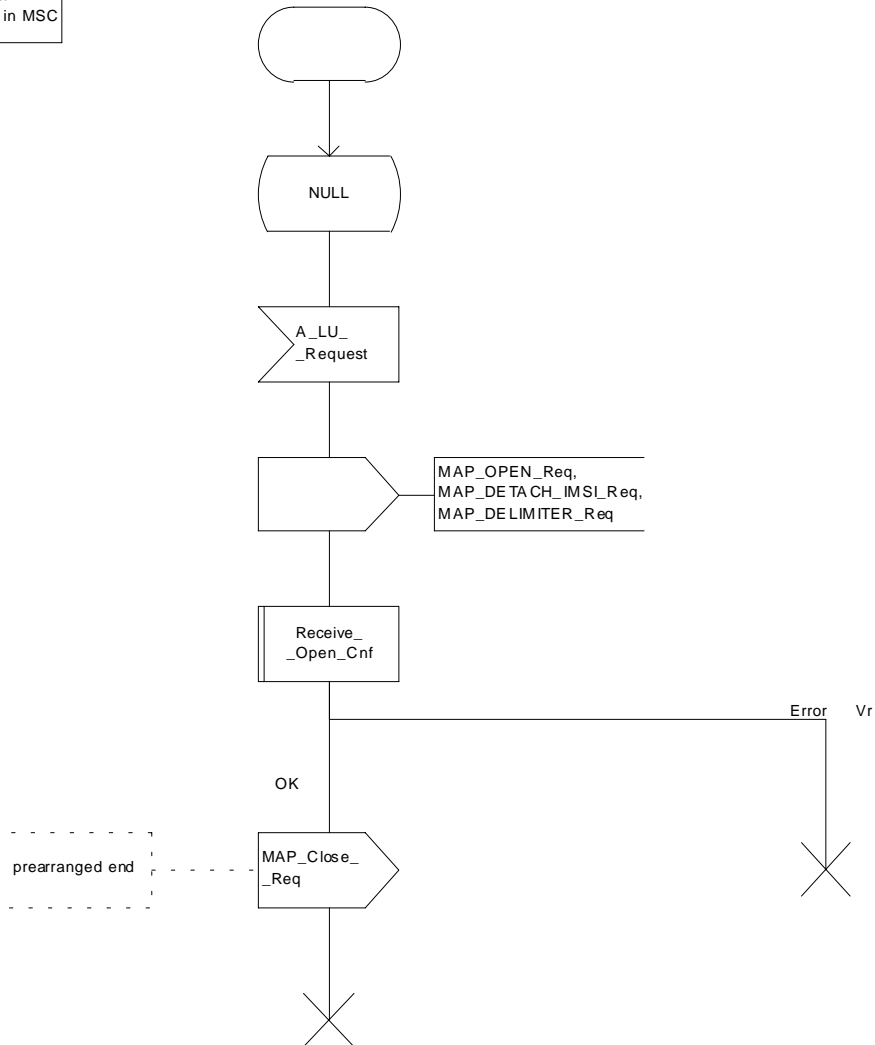 in MSC
NULL
A_LU_
_Request
MAP_OPEN_Req,
MAP_DETACH_IMSI_Req,
MAP_DELIMITER_Req
Receive_
_Open_Cnf
Error Vr
OK
prearranged end
MAP_Close_
_Req